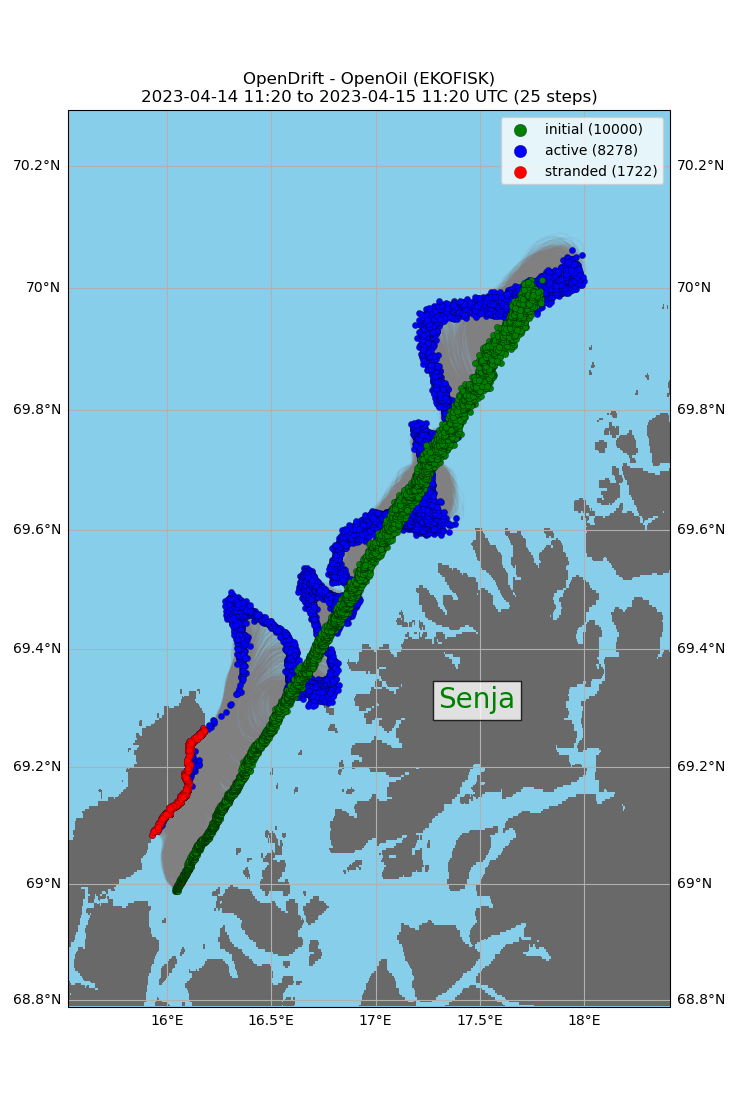 OpenDrift - OpenOil (EKOFISK)
2023-04-14 11:20 to 2023-04-15 11:20 UTC (25 steps)
initial (10000)
active (8278)
stranded (1722)
70.2°N 70.2°N
70°N 70°N
69.8°N 69.8°N
69.6°N 69.6°N
69.4°N 69.4°N
Senja
69.2°N 69.2°N
69°N 69°N
68.8°N 68.8°N
16°E 16.5°E 17°E 17.5°E 18°E